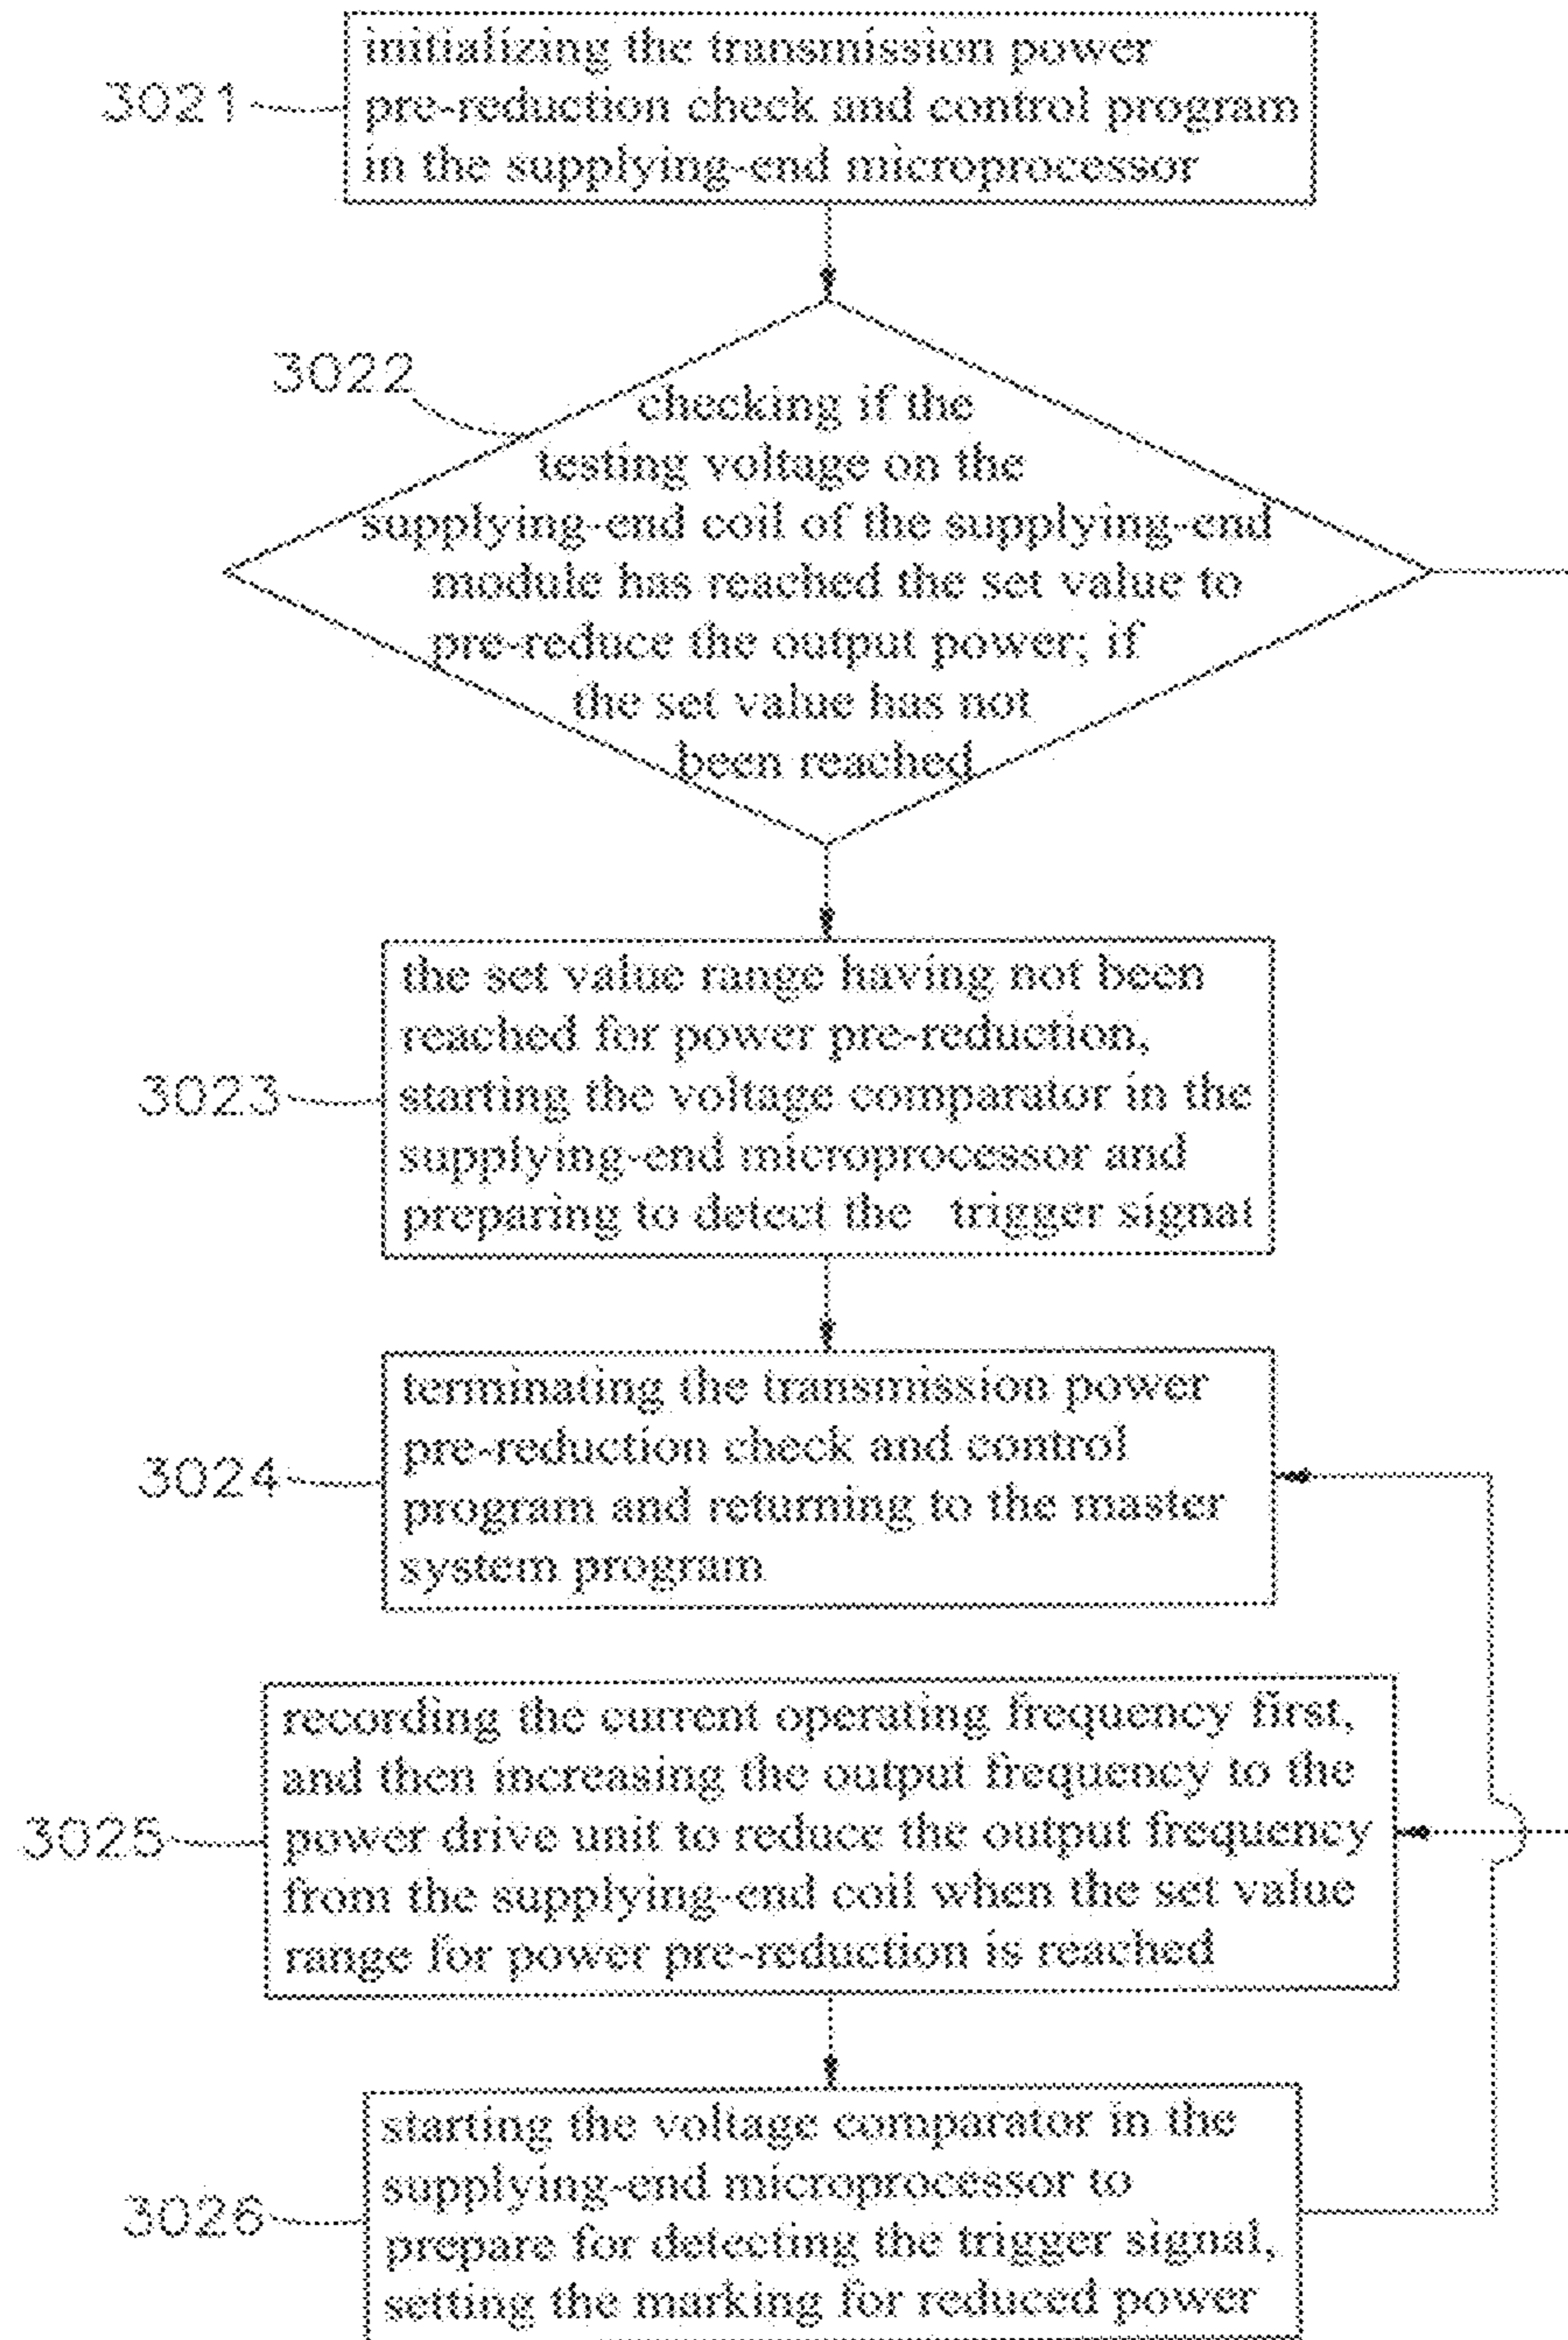 initializing the transmission power
pre-reduction check and control program
in the supplying-end microprocessor
3021
3022
checking if the
testing voltage on the
supplying-end coil of the supplying-end
module has reached the set value to
pre-reduce the output power; if
the set value has not
been reached
the set value range having not been
reached for power pre-reduction,
starting the voltage comparator in the
supplying-end microprocessor and
preparing to detect the trigger signal
3023
terminating the transmission power
pre-reduction check and control
program and returning to the master
system program
3024
recording the current operating frequency first,
and then increasing the output frequency to the
power drive unit to reduce the output frequency
from the supplying-end coil when the set value
range for power pre-reduction is reached
3025
starting the voltage comparator in the
supplying-end microprocessor to
prepare for detecting the trigger signal,
setting the marking for reduced power
3026